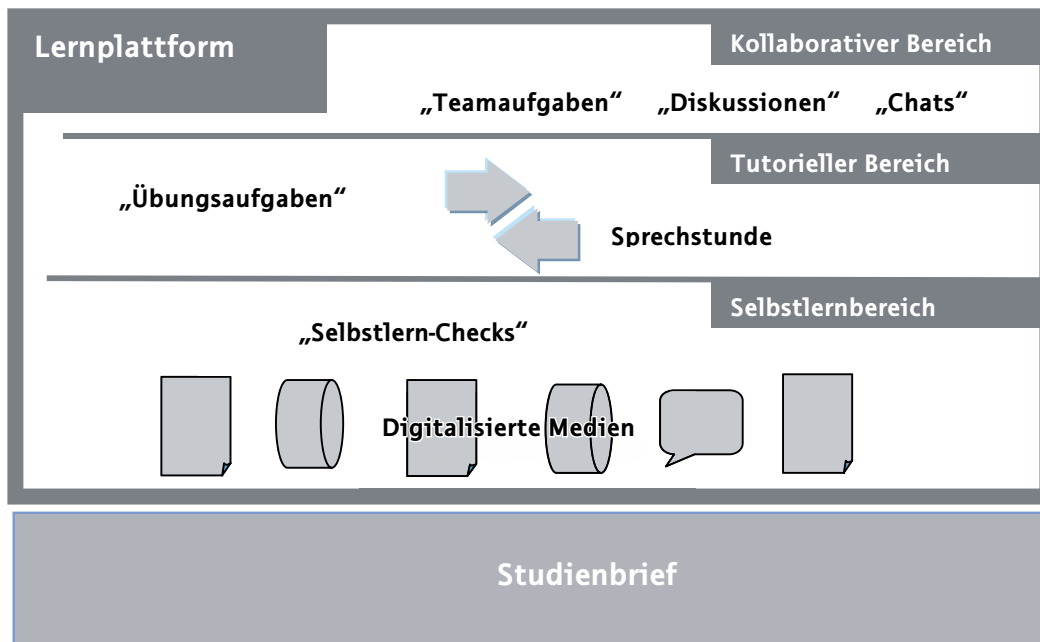 Lernplattform
Kollaborativer Bereich
„Teamaufgaben“ „Diskussionen“ „Chats“
Tutorieller Bereich
„Übungsaufgaben“
Sprechstunde
Selbstlernbereich
„Selbstlern-Checks“
Digitalisierte Medien
Studienbrief